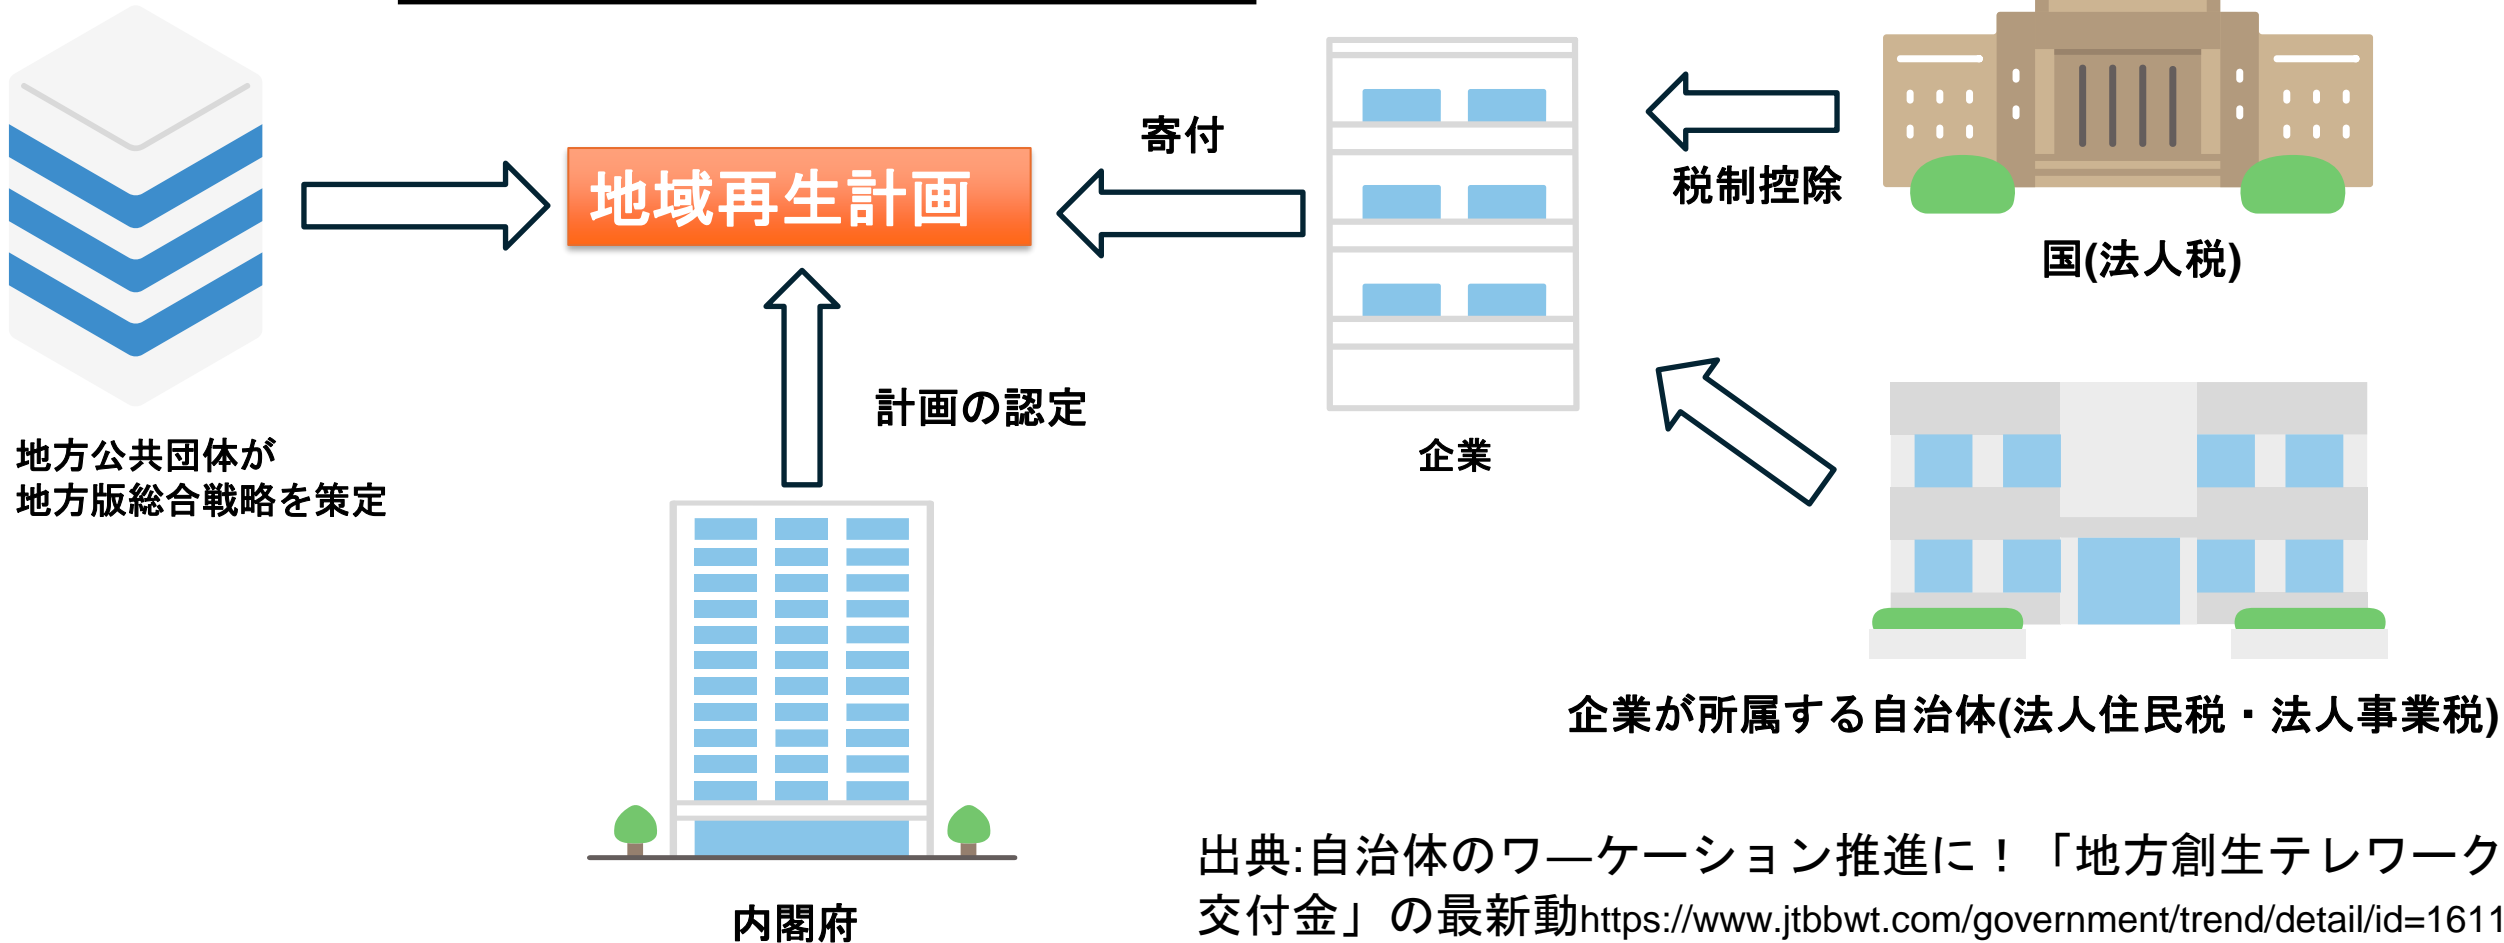 寄付
地域再生計画
税制控除
国(法人税)
計画の認定
企業
地方公共団体が
地方版総合戦略を策定
企業が所属する自治体(法人住民税・法人事業税)
内閣府
出典:自治体のワーケーション推進に！「地方創生テレワーク
交付金」の最新動https://www.jtbbwt.com/government/trend/detail/id=1611